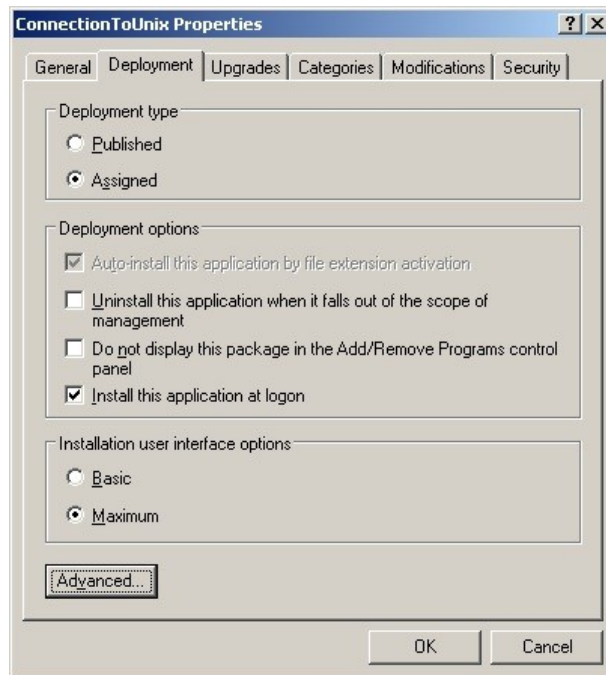 ConnectionToUnix Properties
General Deployment Upgrades Categories Modifications Security
Deployment type
Published
Assigned
Deployment options
Auto-install this application by file extension activation
Uninstall this application when it falls out of the scope of
management
Do not display this package in the Add/Remove Programs control
panel
Install this application at logon
Installation user interface options
Basic
Maximum
Advanced...
OK Cancel